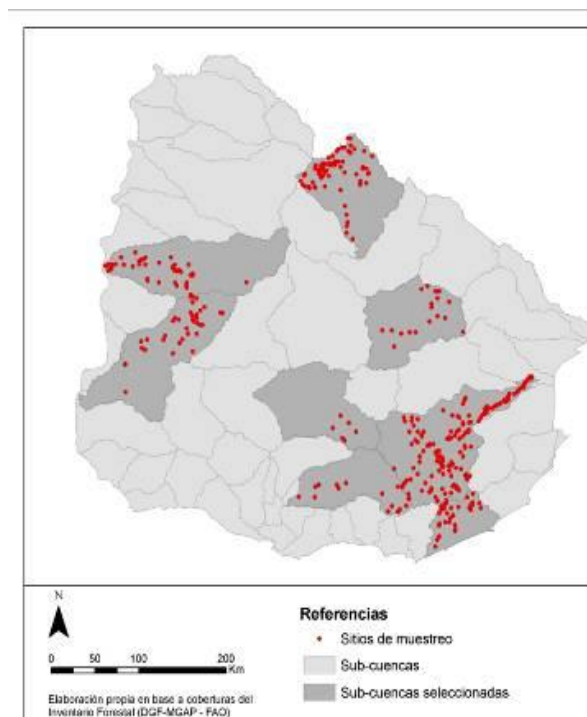 N
0 50 100 200
Km
Elaboración propia en base a coberturas del
Inventario Forestal (DGF-MGAP - FAO)
Referencias
Sitios de muestreo
Sub-cuencas
Sub-cuencas seleccionadas